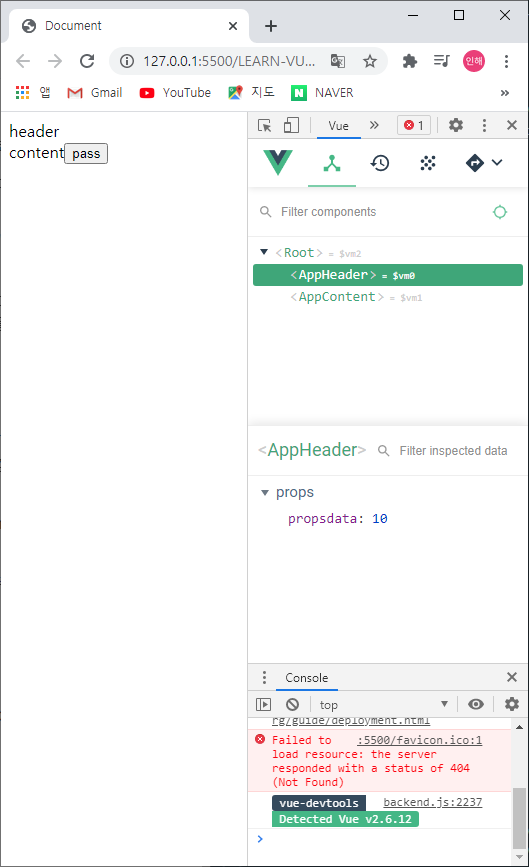 Document
127.0.0.1:5500/LEARN-VU...
인해
앱 Gmail YouTube 지도 N NAVER »
header
content pass
Vue » 1
Filter components
<Root> = $vm2
<AppHeader> = $vm0
<AppContent> = $vm1
<AppHeader> Filter inspected data
props
propsdata: 10
Console
top
rg/guide/deployment.html
Failed to :5500/favicon.ico:1
load resource: the server
responded with a status of 404
(Not Found)
vue-devtools backend.js:2237
Detected Vue v2.6.12